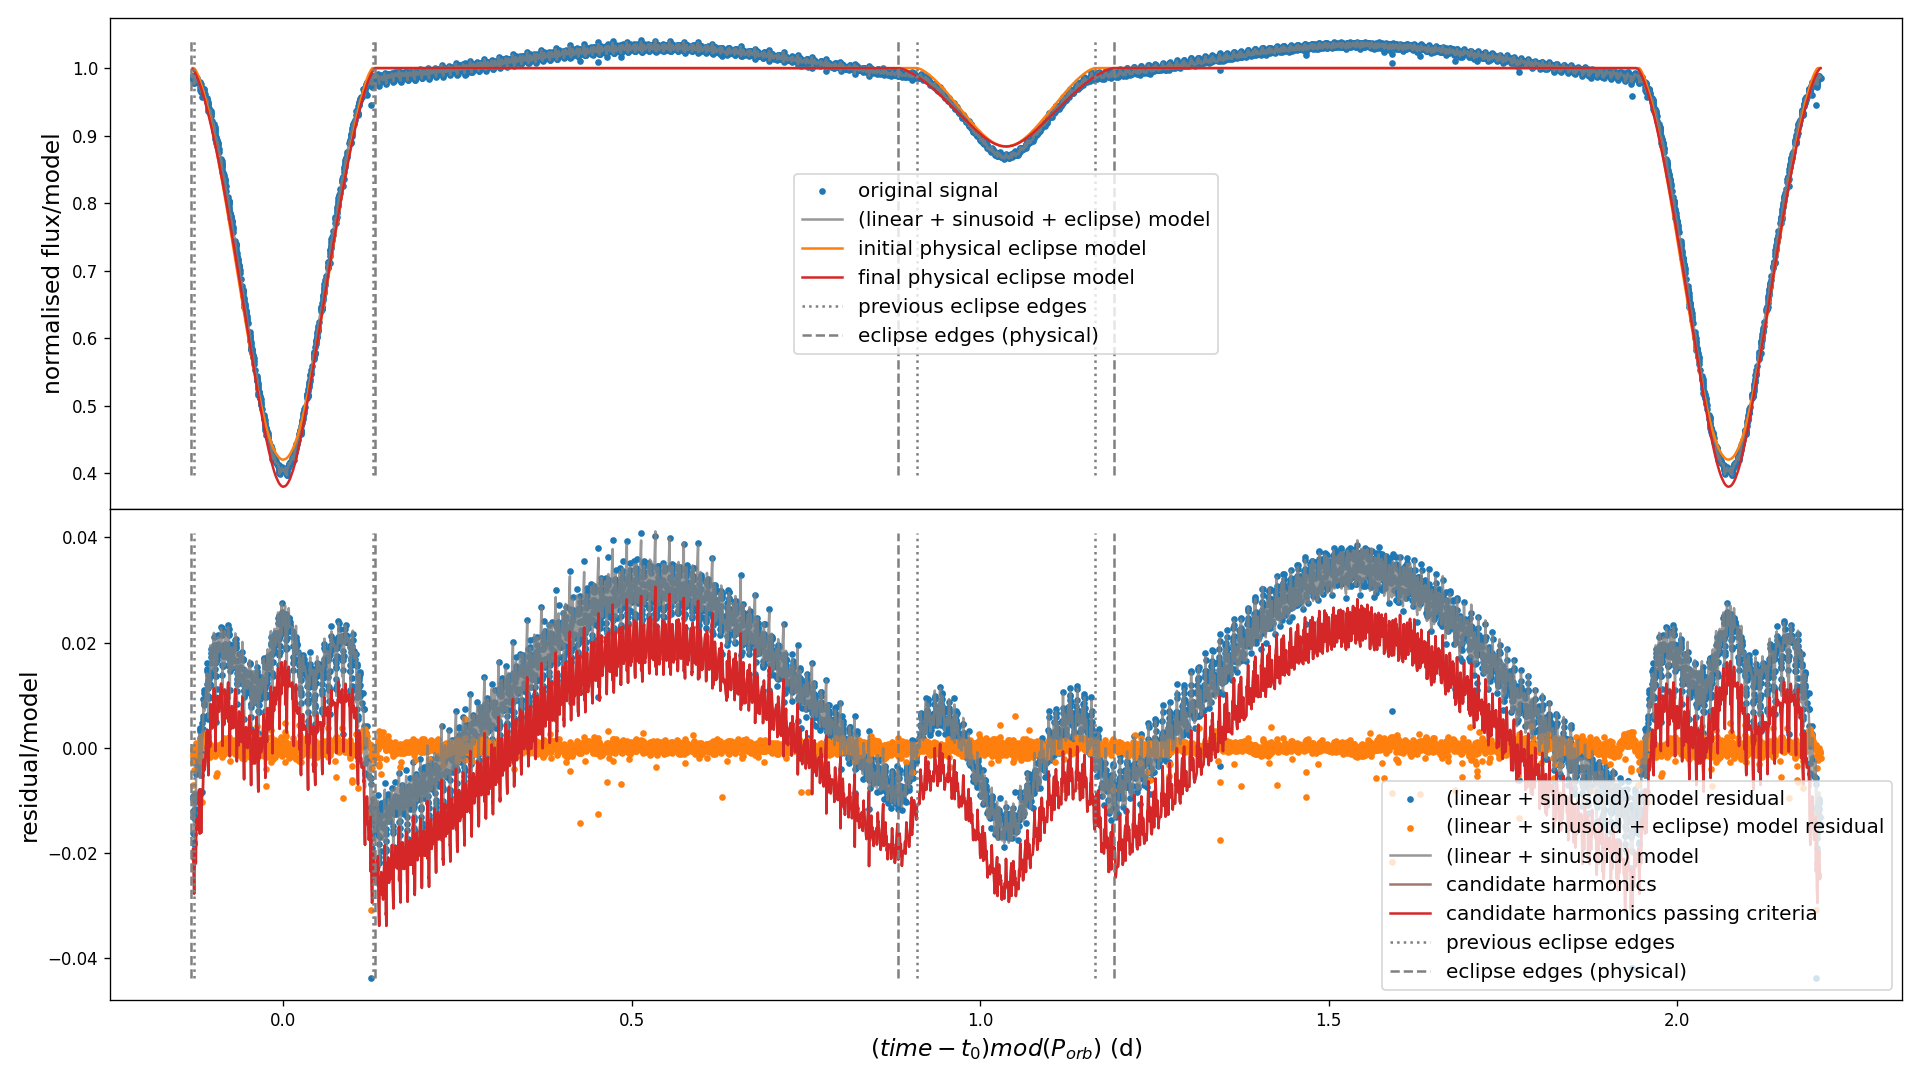 normalised flux/model
1.0
0.9
0.8
0.7
0.6
0.5
0.4
original signal
(linear + sinusoid + eclipse) model
initial physical eclipse model
final physical eclipse model
previous eclipse edges
eclipse edges (physical)
residual/model
0.04
0.02
0.00
−0.02
−0.04
(linear + sinusoid) model residual
(linear + sinusoid + eclipse) model residual
(linear + sinusoid) model
candidate harmonics
candidate harmonics passing criteria
previous eclipse edges
eclipse edges (physical)
0.0 0.5 1.0 1.5 2.0
(time − t₀)mod(P_orb) (d)